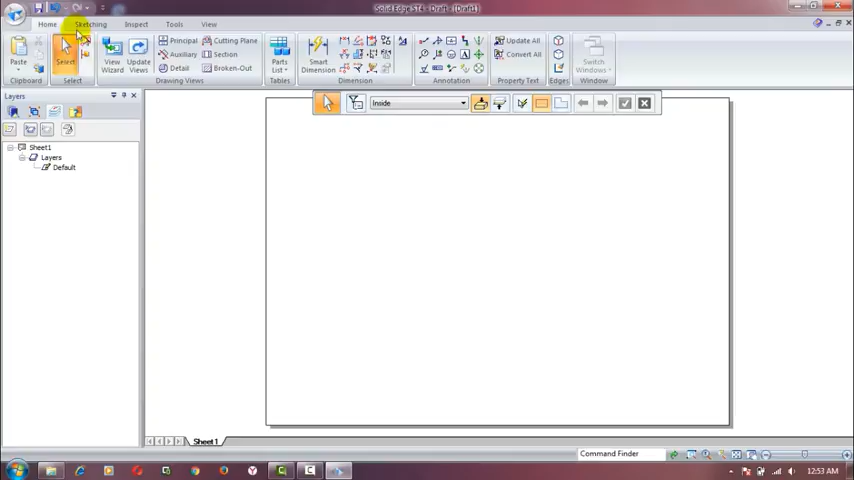 Solid Edge ST4 - Draft - [Draft1]
Home Sketching Inspect Tools View
Paste Select View Wizard Update Views Principal Auxiliary Detail Cutting Plane Section Broken-Out Parts List Smart Dimension Update All Convert All Switch Windows
Clipboard Select Drawing Views Tables Dimension Annotation Property Text Edges Window
Layers
Inside
Sheet1
Layers
Default
Sheet1
Command Finder
12:53 AM